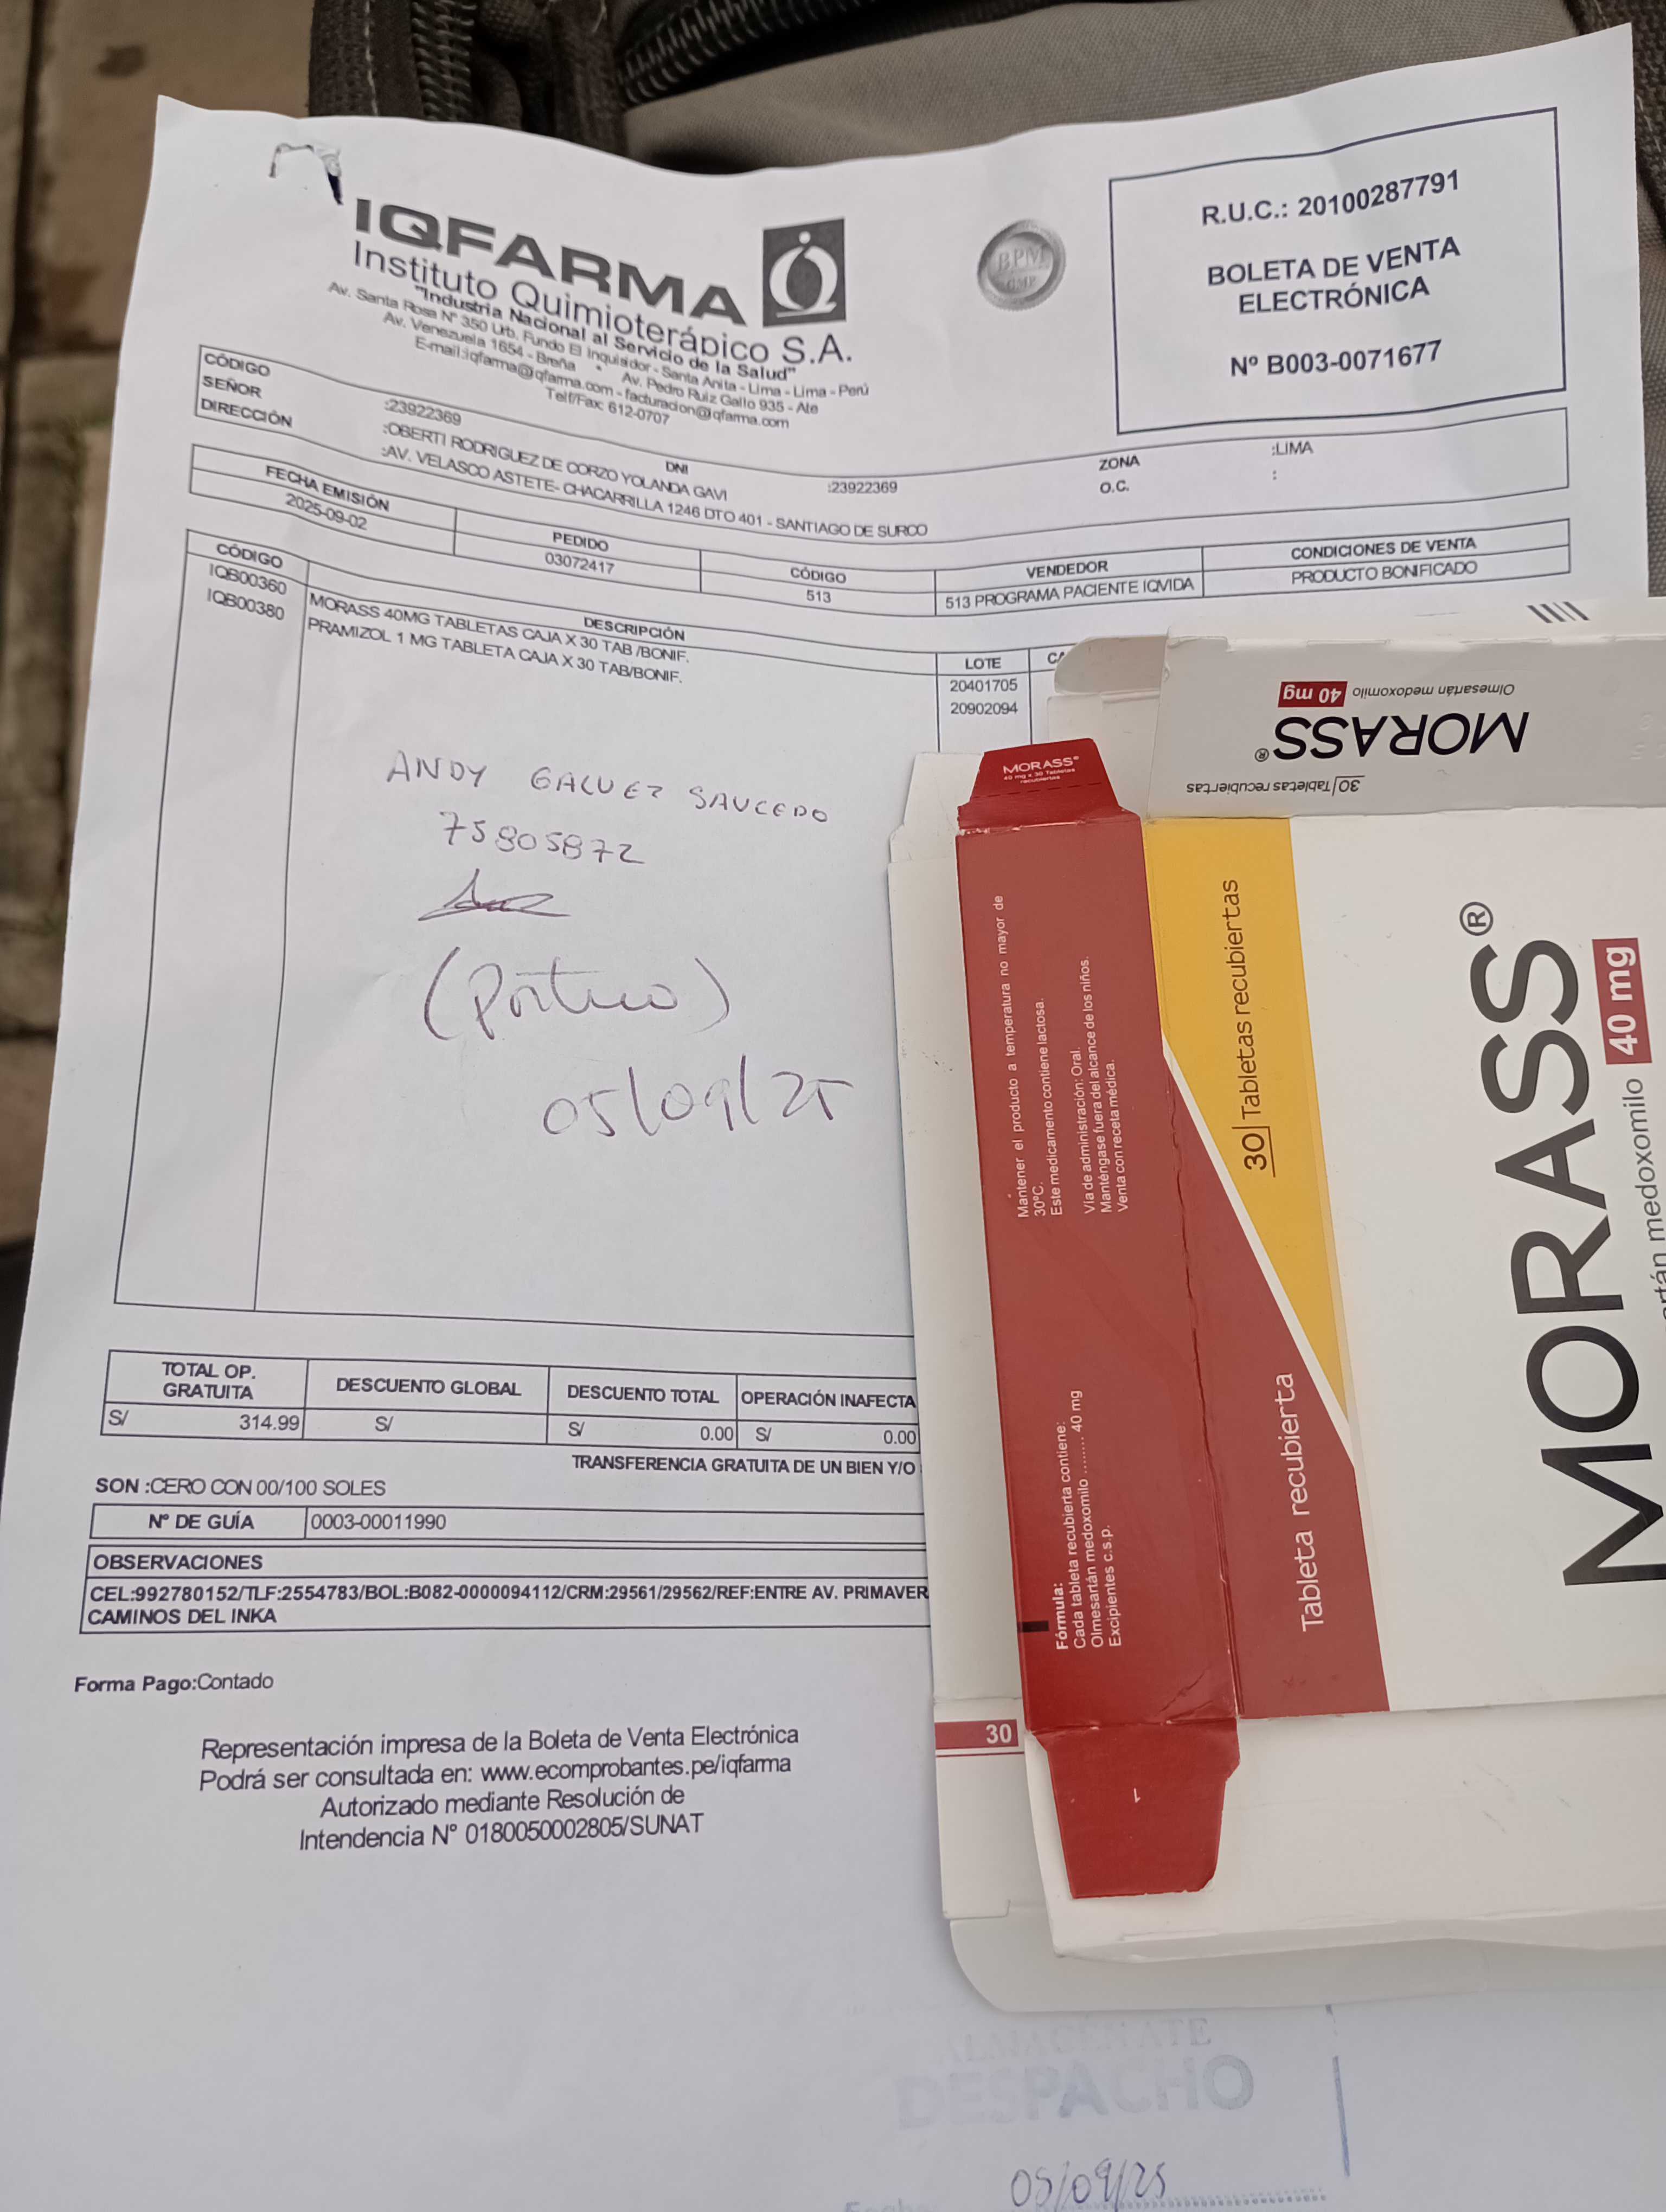 IQFARMA
Instituto Quimioterápico S.A.
"Industria Nacional al Servicio de la Salud"
Av. Santa Rosa N° 350 Urb. Fundo El Inquisidor - Santa Anita - Lima - Lima - Perú
Av. Venezuela 1654 - Breña • Av. Pedro Ruiz Gallo 935 - Ate
E-mail:iqfarma@iqfarma.com - facturacion@iqfarma.com
Telf/Fax: 612-0707
BPM
GMP
R.U.C.: 20100287791
BOLETA DE VENTA
ELECTRÓNICA
Nº B003-0071677
CÓDIGO :23922369 DNI :23922369 ZONA :LIMA
SEÑOR :OBERTI RODRIGUEZ DE CORZO YOLANDA GAVI O.C. :
DIRECCIÓN :AV. VELASCO ASTETE- CHACARRILLA 1246 DTO 401 - SANTIAGO DE SURCO
FECHA EMISIÓN PEDIDO CÓDIGO VENDEDOR CONDICIONES DE VENTA
2025-09-02 03072417 513 513 PROGRAMA PACIENTE IQVIDA PRODUCTO BONIFICADO
CÓDIGO DESCRIPCIÓN LOTE
IQB00360 MORASS 40MG TABLETAS CAJA X 30 TAB /BONIF. 20401705
IQB00380 PRAMIZOL 1 MG TABLETA CAJA X 30 TAB/BONIF. 20902094
ANDY GALVEZ SAUCEDO
75805872
05/09/25
TOTAL OP. GRATUITA DESCUENTO GLOBAL DESCUENTO TOTAL OPERACIÓN INAFECTA
S/ 314.99 S/ S/ 0.00 S/ 0.00
TRANSFERENCIA GRATUITA DE UN BIEN Y/O
SON :CERO CON 00/100 SOLES
Nº DE GUÍA 0003-00011990
OBSERVACIONES
CEL:992780152/TLF:2554783/BOL:B082-0000094112/CRM:29561/29562/REF:ENTRE AV. PRIMAVER
CAMINOS DEL INKA
Forma Pago:Contado
Representación impresa de la Boleta de Venta Electrónica
Podrá ser consultada en: www.ecomprobantes.pe/iqfarma
Autorizado mediante Resolución de
Intendencia N° 0180050002805/SUNAT
MORASS®
Olmesartán medoxomilo 40 mg
30 Tabletas recubiertas
MORASS®
40 mg x 30 Tabletas
recubiertas
Mantener el producto a temperatura no mayor de
30°C.
Este medicamento contiene lactosa.
Vía de administración: Oral.
Manténgase fuera del alcance de los niños.
Venta con receta médica.
Fórmula:
Cada tableta recubierta contiene:
Olmesartán medoxomilo ........ 40 mg
Excipientes c.s.p.
30 Tabletas recubiertas
Tableta recubierta
MORASS®
medoxomilo 40 mg
30
1
DESPACHO
05/09/25